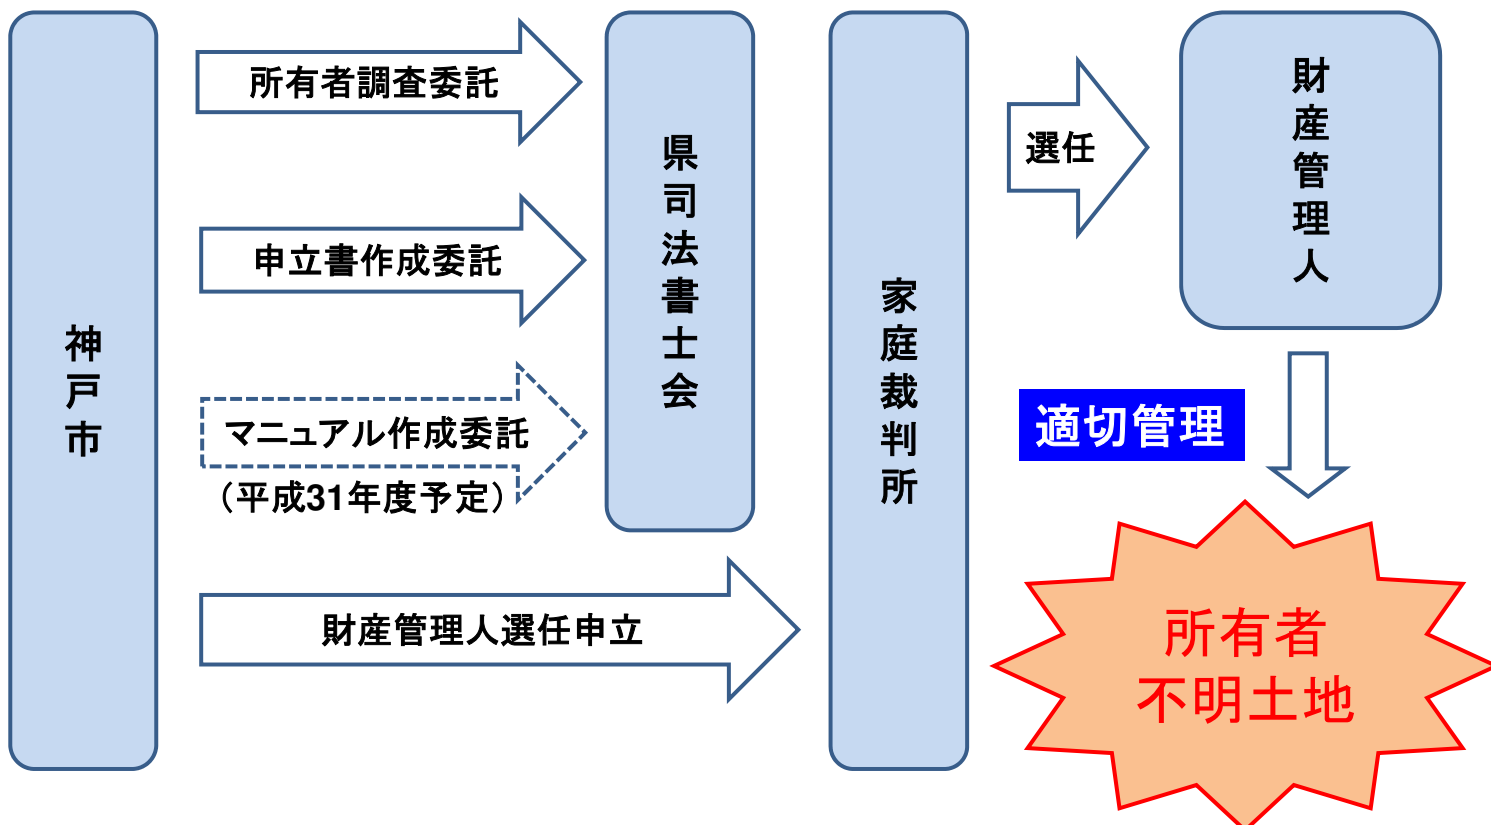 神戸市
所有者調査委託
申立書作成委託
マニュアル作成委託
（平成31年度予定）
財産管理人選任申立
県司法書士会
家庭裁判所
選任
財産管理人
適切管理
所有者
不明土地